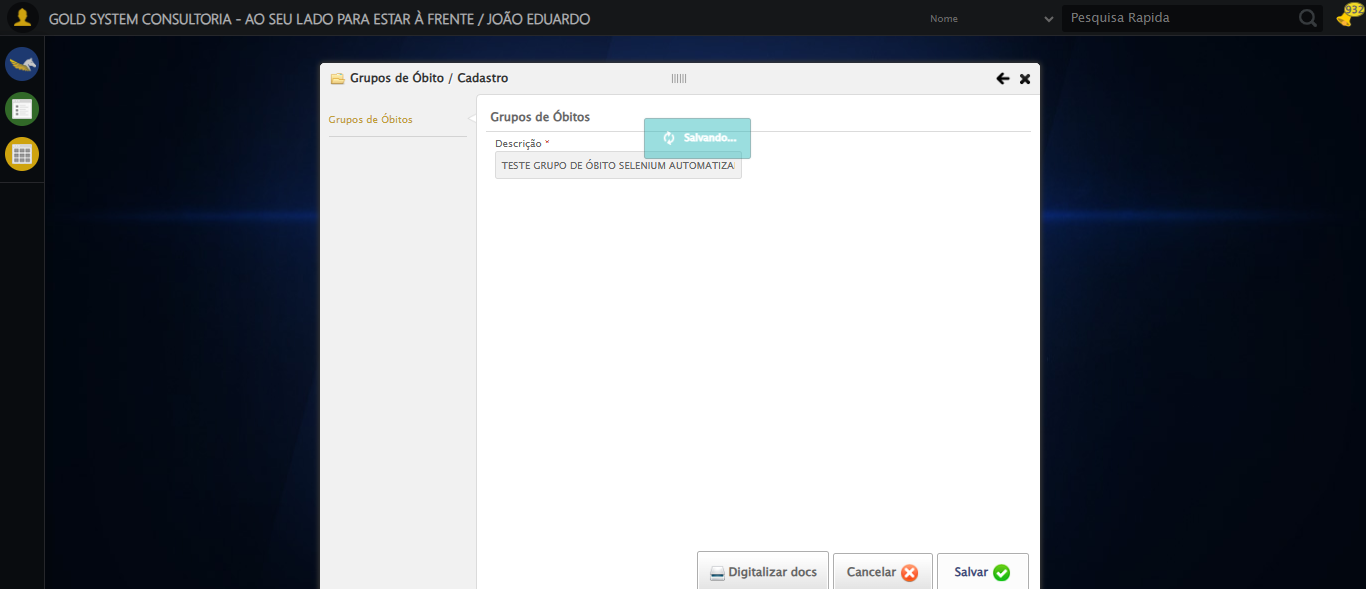 GOLD SYSTEM CONSULTORIA - AO SEU LADO PARA ESTAR À FRENTE / JOÃO EDUARDO
Nome
Pesquisa Rapida
932
Grupos de Óbito / Cadastro
Grupos de Óbitos
Grupos de Óbitos
Salvando...
Descrição *
TESTE GRUPO DE ÓBITO SELENIUM AUTOMATIZA
Digitalizar docs
Cancelar
Salvar